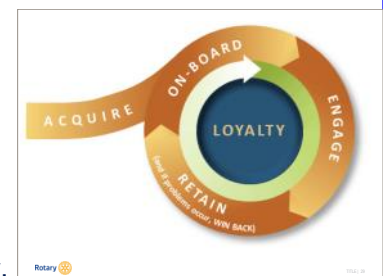 ACQUIRE
ON-BOARD
ENGAGE
RETAIN
(and if problems occur, WIN BACK)
LOYALTY
Rotary